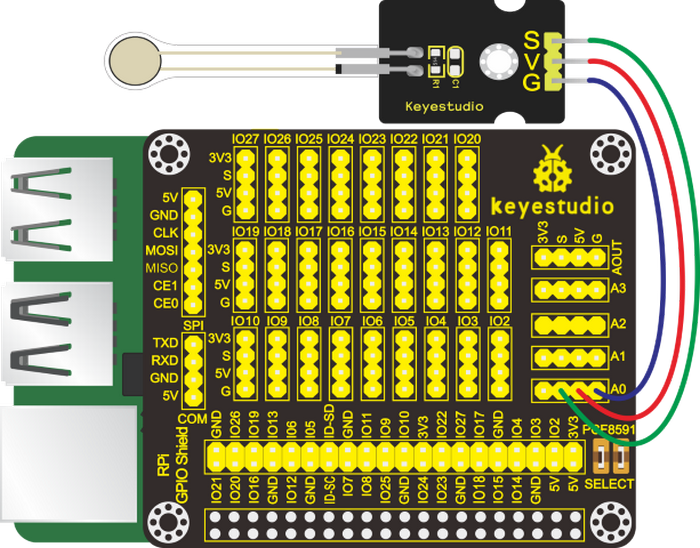 S
V
G
R1
C1
Keyestudio
IO27 IO26 IO25 IO24 IO23 IO22 IO21 IO20
3V3
S
5V
G
keyestudio
5V
GND
CLK
MOSI
MISO
CE1
CE0
SPI
IO19 IO18 IO17 IO16 IO15 IO14 IO13 IO12 IO11
3V3
S
5V
G
3V3 S 5V G
AOUT
A3
A2
A1
A0
IO10 IO9 IO8 IO7 IO6 IO5 IO4 IO3 IO2
3V3
S
5V
G
TXD
RXD
GND
5V
COM
RPi
GPIO Shield
GND IO26 IO19 IO13 IO6 IO5 ID-SD GND IO11 IO9 IO10 3V3 IO22 IO27 IO17 GND IO4 IO3 IO2 3V3
PCF8591
SELECT
IO21 IO20 IO16 GND IO12 GND ID-SC IO7 IO8 IO25 GND IO24 IO23 GND IO18 IO15 IO14 GND 5V 5V